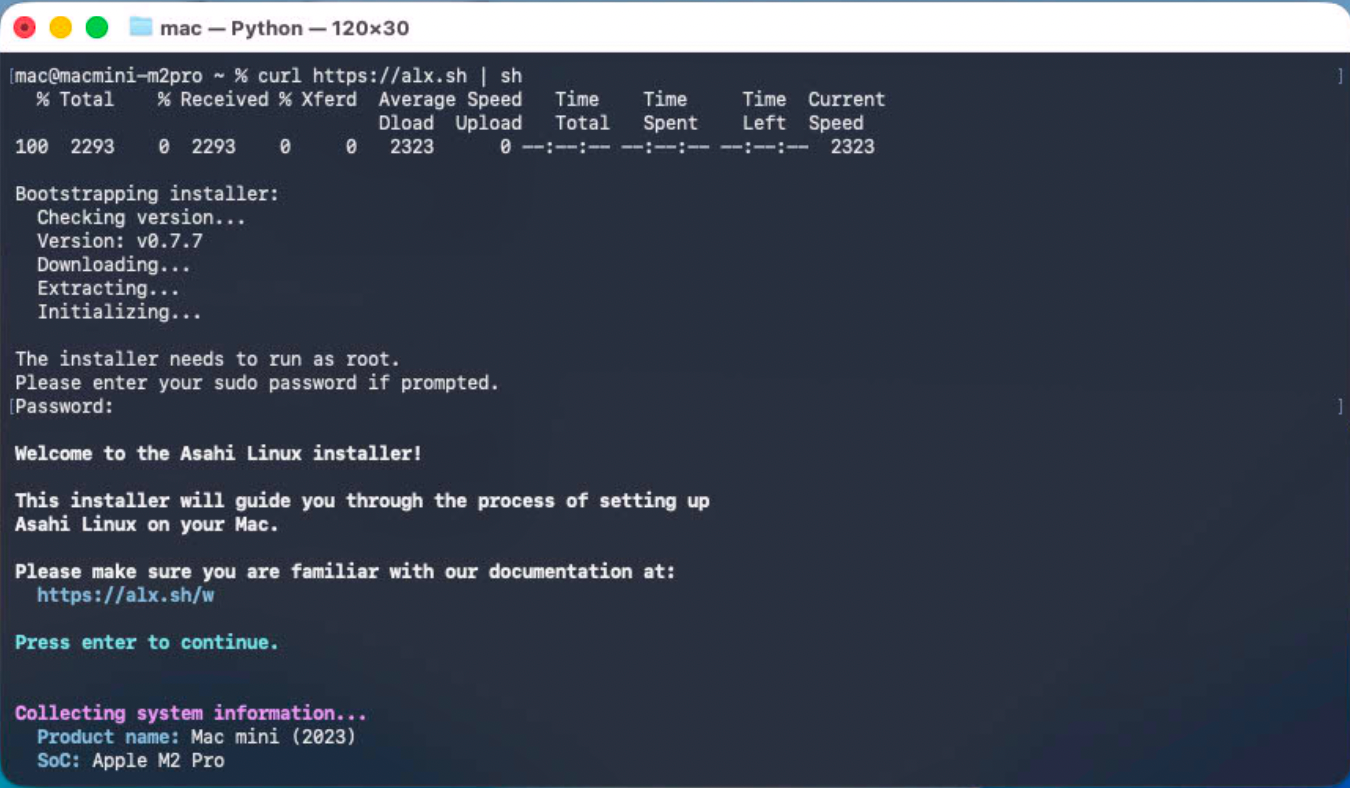 mac — Python — 120×30
[mac@macmini-m2pro ~ % curl https://alx.sh | sh ]
  % Total    % Received % Xferd  Average Speed   Time    Time     Time  Current
                                 Dload  Upload   Total   Spent    Left  Speed
100  2293    0  2293    0     0   2323      0 --:--:-- --:--:-- --:--:--  2323
Bootstrapping installer:
  Checking version...
  Version: v0.7.7
  Downloading...
  Extracting...
  Initializing...
The installer needs to run as root.
Please enter your sudo password if prompted.
[Password: ]
Welcome to the Asahi Linux installer!
This installer will guide you through the process of setting up
Asahi Linux on your Mac.
Please make sure you are familiar with our documentation at:
  https://alx.sh/w
Press enter to continue.
Collecting system information...
  Product name: Mac mini (2023)
  SoC: Apple M2 Pro